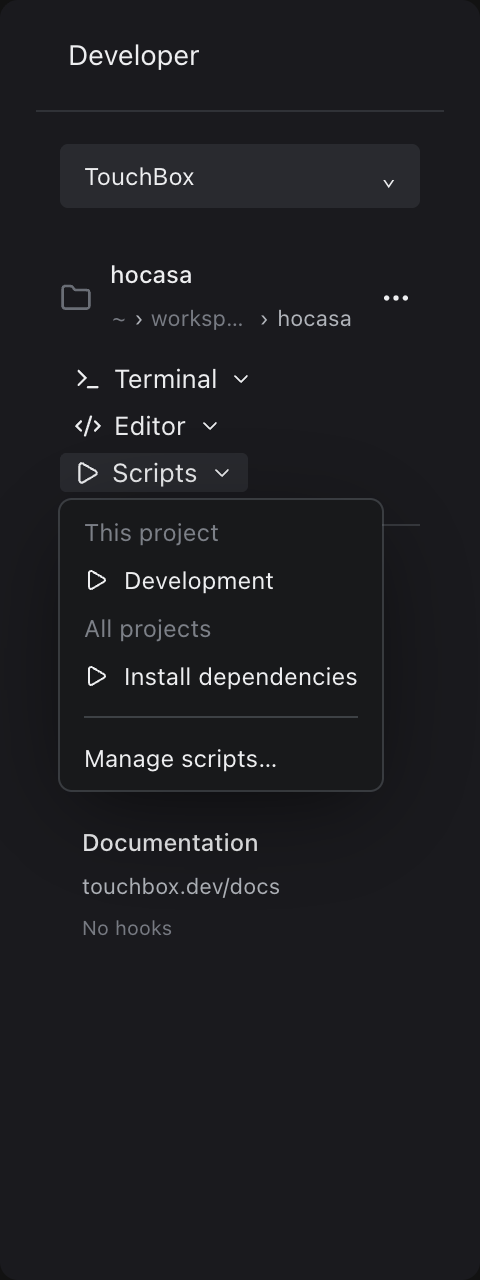 Developer
TouchBox
hocasa
~ › worksp... › hocasa
Terminal
Editor
Scripts
This project
Development
All projects
Install dependencies
Manage scripts...
Documentation
touchbox.dev/docs
No hooks